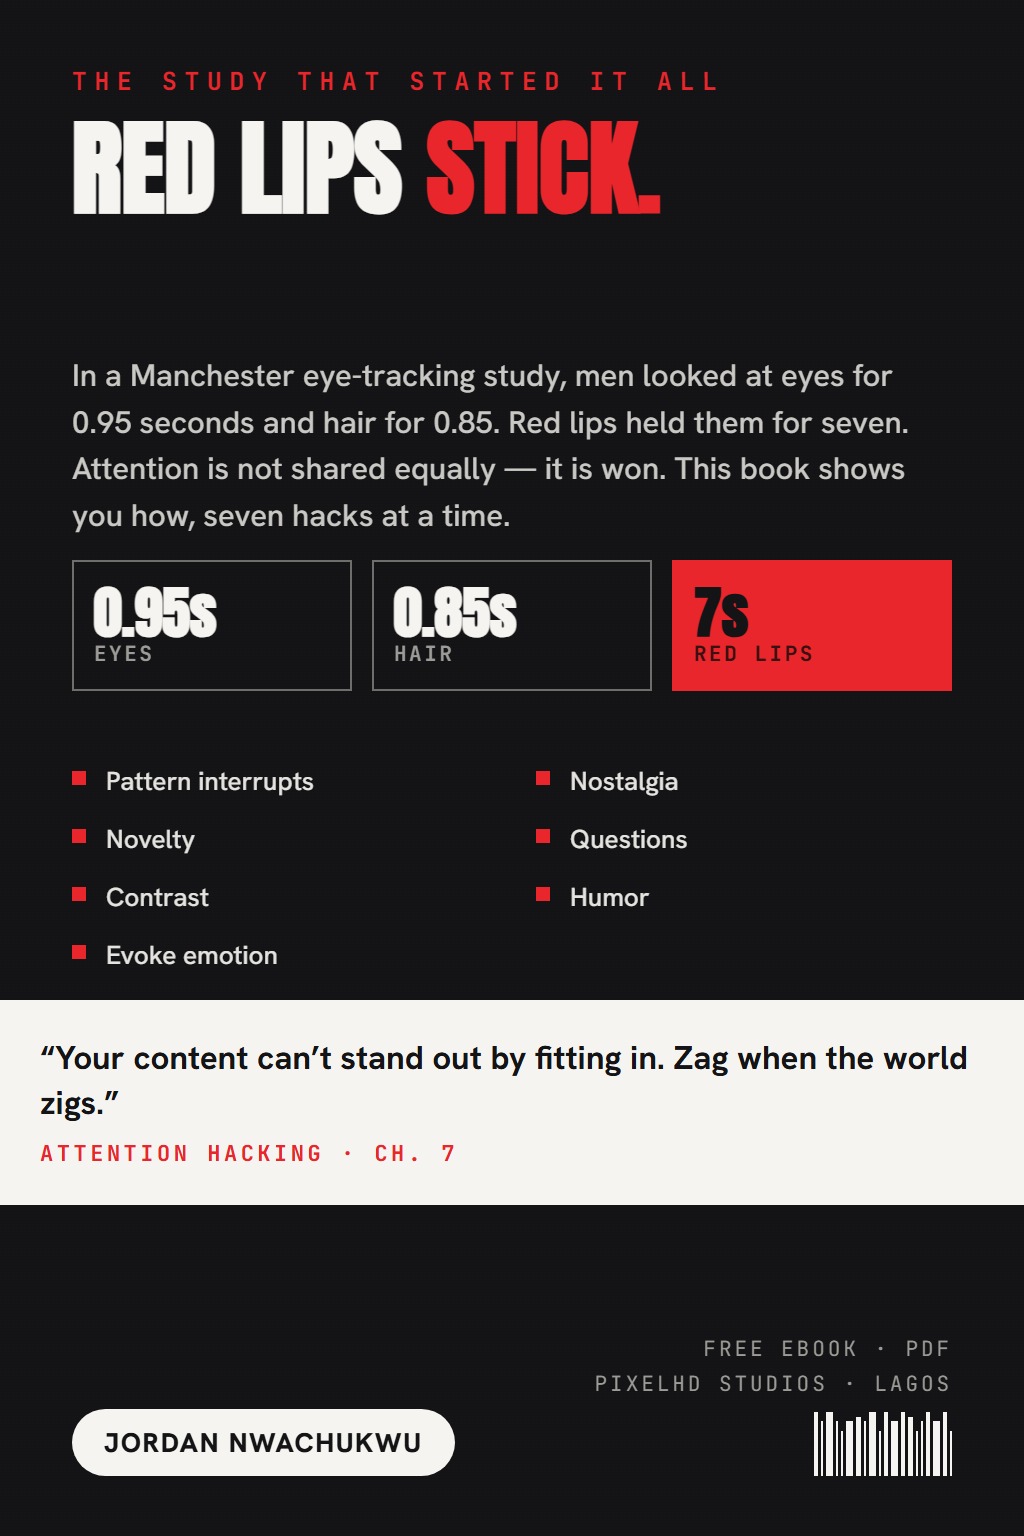 THE STUDY THAT STARTED IT ALL
RED LIPS STICK.
In a Manchester eye-tracking study, men looked at eyes for
0.95 seconds and hair for 0.85. Red lips held them for seven.
Attention is not shared equally — it is won. This book shows
you how, seven hacks at a time.
0.95s
EYES
0.85s
HAIR
7s
RED LIPS
Pattern interrupts
Novelty
Contrast
Evoke emotion
Nostalgia
Questions
Humor
“Your content can’t stand out by fitting in. Zag when the world
zigs.”
ATTENTION HACKING · CH. 7
FREE EBOOK · PDF
PIXELHD STUDIOS · LAGOS
JORDAN NWACHUKWU